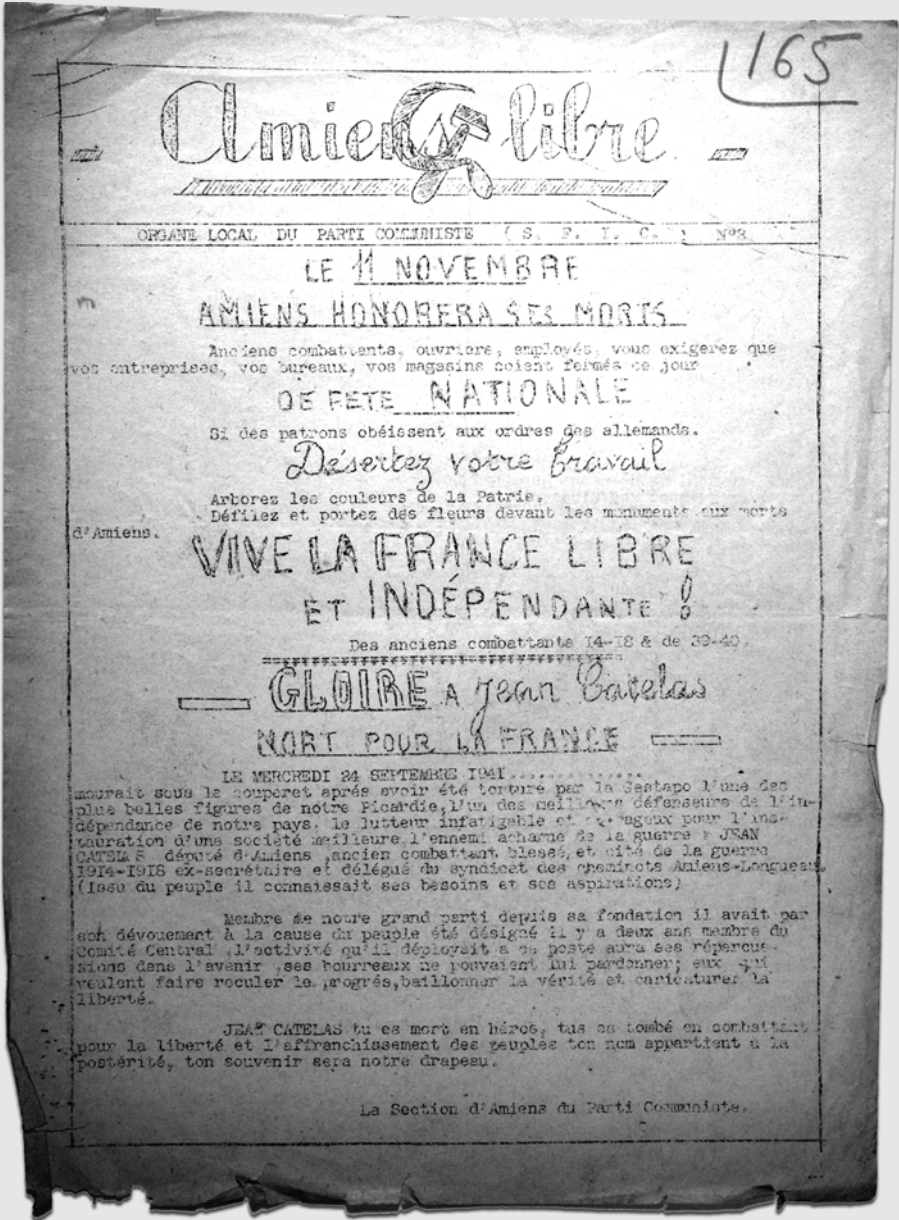 165
Amiens libre
ORGANE LOCAL DU PARTI COMMUNISTE ( S. F. I. C. ) N°3
LE 11 NOVEMBRE
AMIENS HONORERA SES MORTS
Anciens combattants, ouvriers, employés, vous exigerez que
vos entreprises, vos bureaux, vos magasins soient fermés ce jour
DE FETE NATIONALE
Si des patrons obéissent aux ordres des allemands.
Désertez votre travail
Arborez les couleurs de la Patrie.
Défilez et portez des fleurs devant les monuments aux morts
d'Amiens.
VIVE LA FRANCE LIBRE
ET INDÉPENDANTE !
Des anciens combattants 14-18 & de 39-40.
GLOIRE A Jean Catelas
MORT POUR LA FRANCE
LE MERCREDI 24 SEPTEMBRE 1941...............
mourait sous le couperet aprés avoir été torturé par la Gestapo l'une des
plus belles figures de notre Picardie, l'un des meilleurs défenseurs de l'in-
dépendance de notre pays, le lutteur infatigable et courageux pour l'ins-
tauration d'une société meilleure l'ennemi acharné de la guerre : JEAN
CATELAS député d'Amiens ,ancien combattant blessé, et cité de la guerre
1914-1918 ex-secrétaire et délégué du syndicat des cheminots Amiens-Longueau
(Issu du peuple il connaissait ses besoins et ses aspirations)
Membre de notre grand parti depuis sa fondation il avait par
son dévouement à la cause du peuple été désigné il y a deux ans membre du
Comité Central ,l'activité qu'il déployait a ce poste aura ses répercus-
sions dans l'avenir ,ses bourreaux ne pouvaient lui pardonner; eux qui
veulent faire reculer le progrés, baillonner la vérité et caricaturer la
liberté.
JEAN CATELAS tu es mort en héros, tus es tombé en combattant
pour la liberté et l'affranchissement des peuples ton nom appartient a la
postérité, ton souvenir sera notre drapeau.
La Section d'Amiens du Parti Communiste.